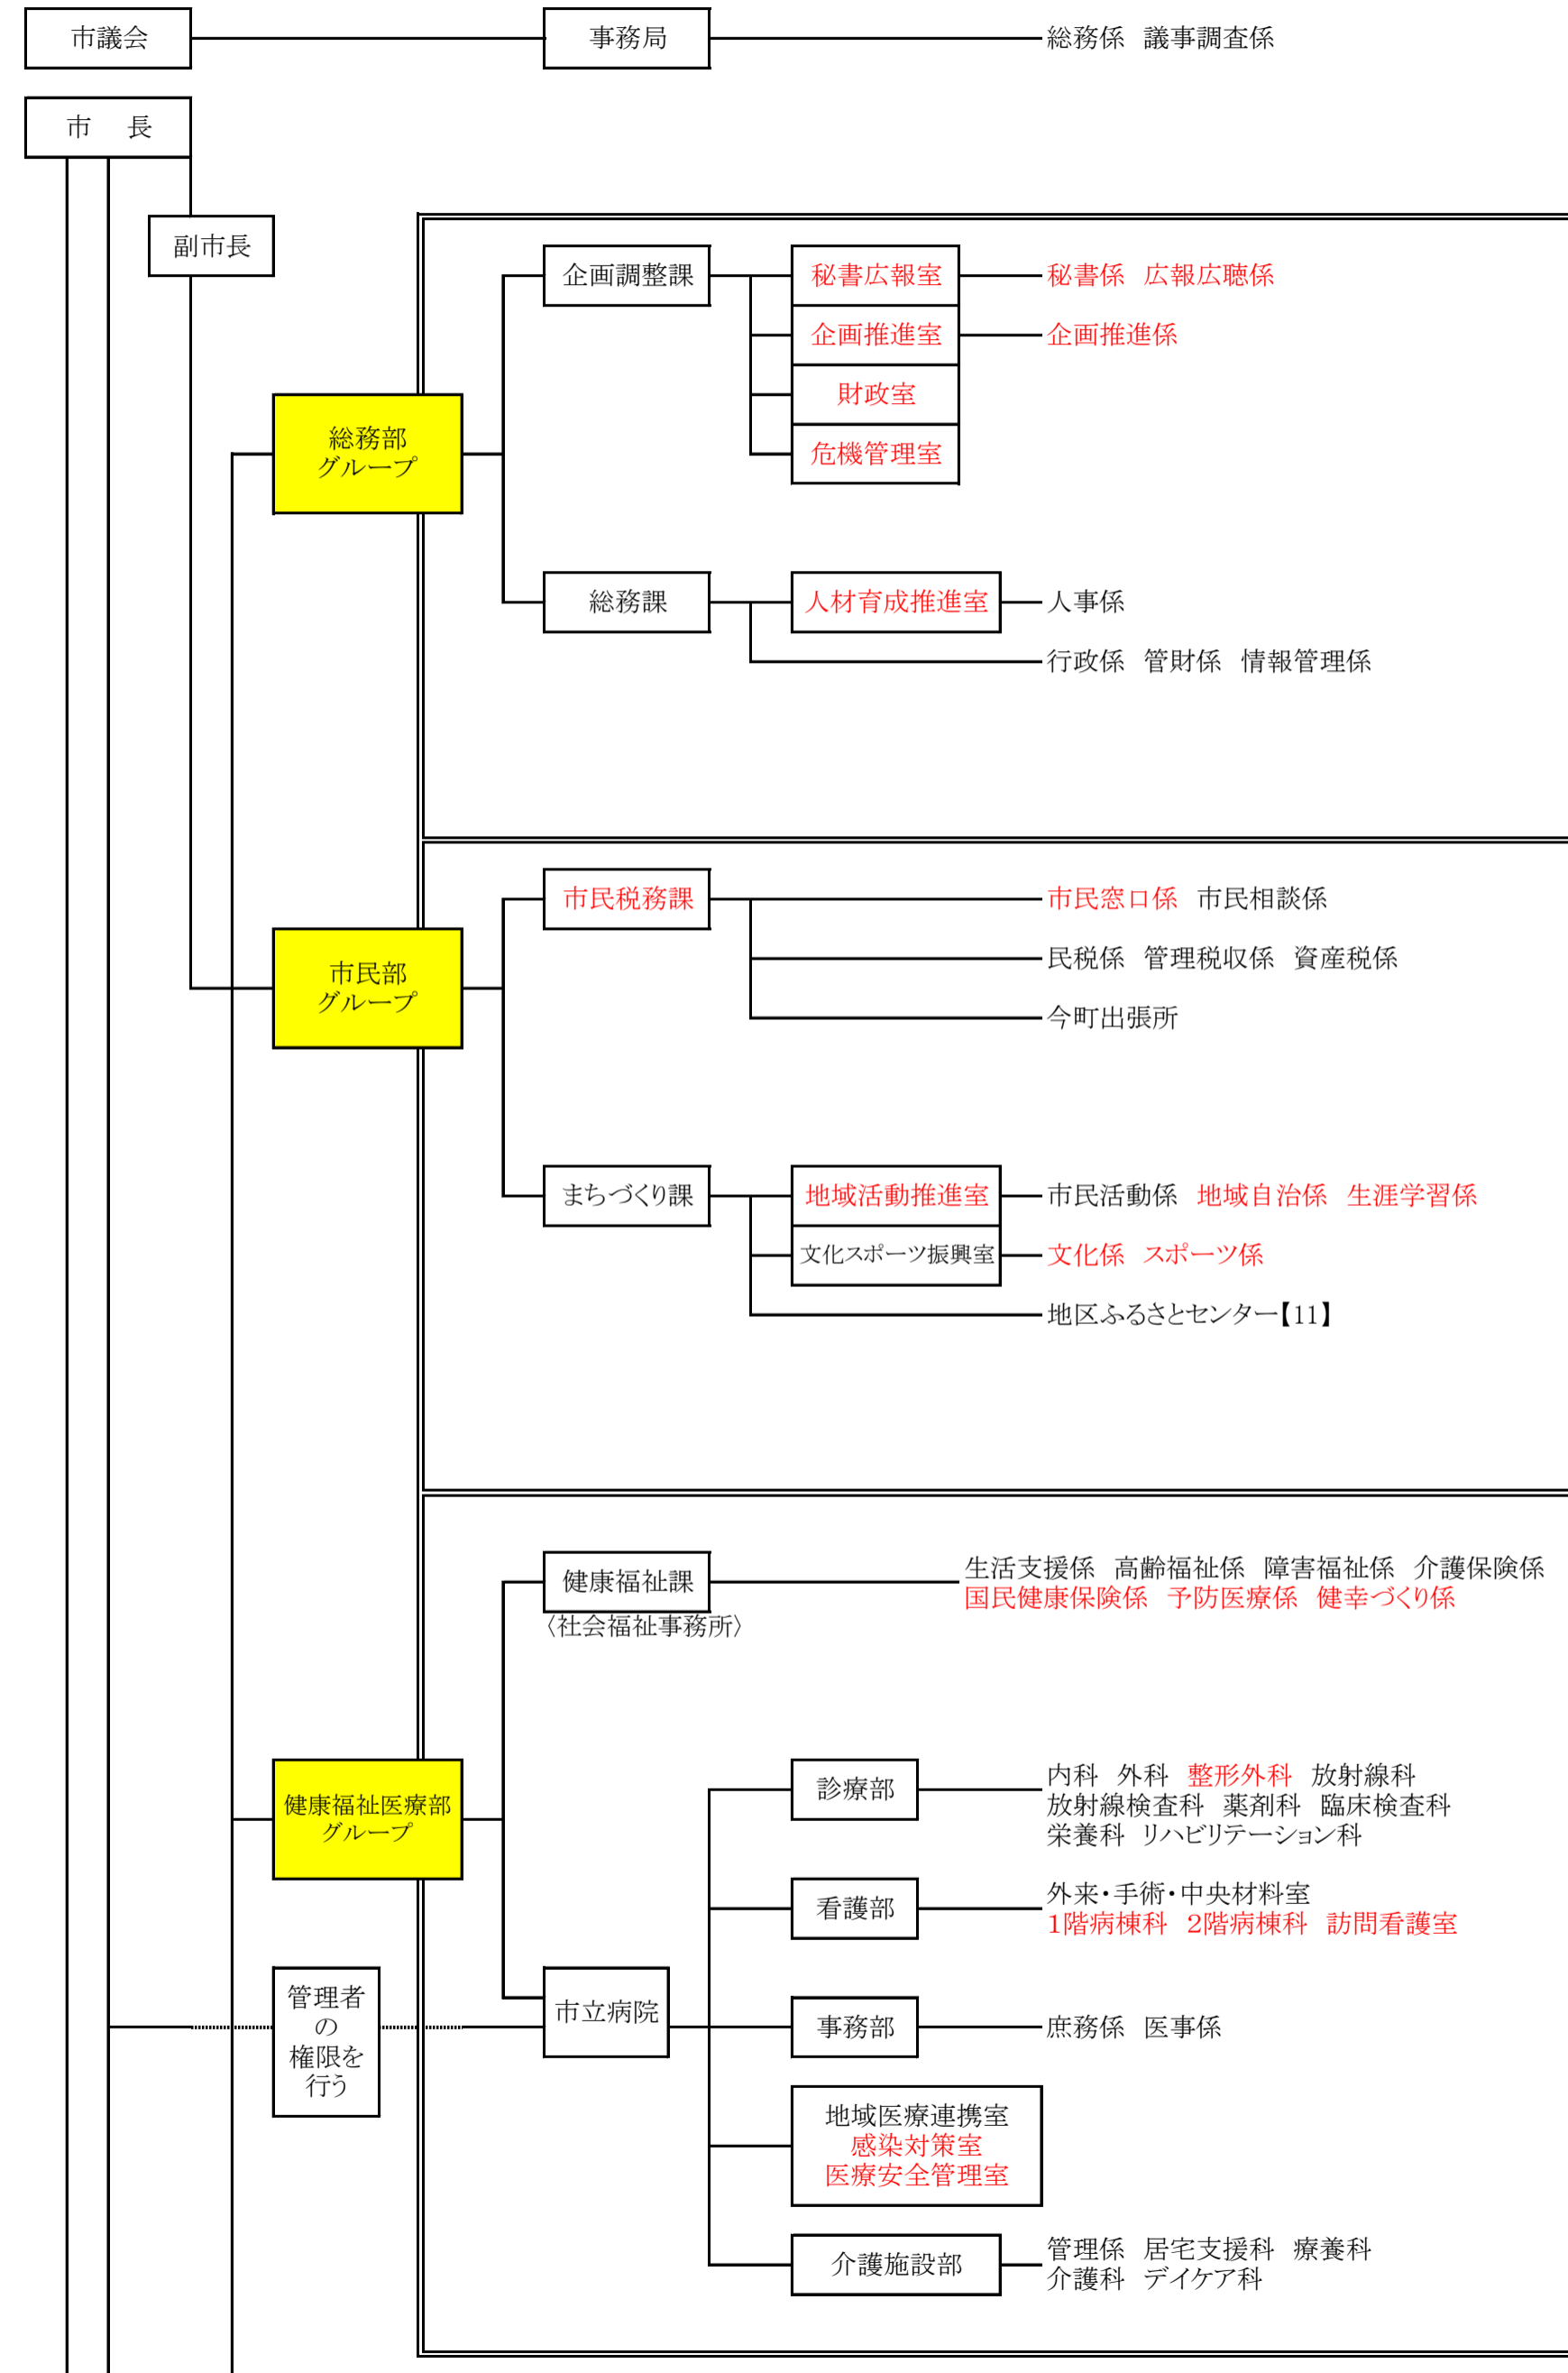 市議会
事務局
総務係 議事調査係
市 長
副市長
総務部
グループ
企画調整課
秘書広報室
秘書係 広報広聴係
企画推進室
企画推進係
財政室
危機管理室
総務課
人材育成推進室
人事係
行政係 管財係 情報管理係
市民部
グループ
市民税務課
市民窓口係 市民相談係
民税係 管理税収係 資産税係
今町出張所
まちづくり課
地域活動推進室
市民活動係 地域自治係 生涯学習係
文化スポーツ振興室
文化係 スポーツ係
地区ふるさとセンター【11】
健康福祉医療部
グループ
健康福祉課
〈社会福祉事務所〉
生活支援係 高齢福祉係 障害福祉係 介護保険係
国民健康保険係 予防医療係 健幸づくり係
管理者
の
権限を
行う
市立病院
診療部
内科 外科 整形外科 放射線科
放射線検査科 薬剤科 臨床検査科
栄養科 リハビリテーション科
看護部
外来・手術・中央材料室
1階病棟科 2階病棟科 訪問看護室
事務部
庶務係 医事係
地域医療連携室
感染対策室
医療安全管理室
介護施設部
管理係 居宅支援科 療養科
介護科 デイケア科